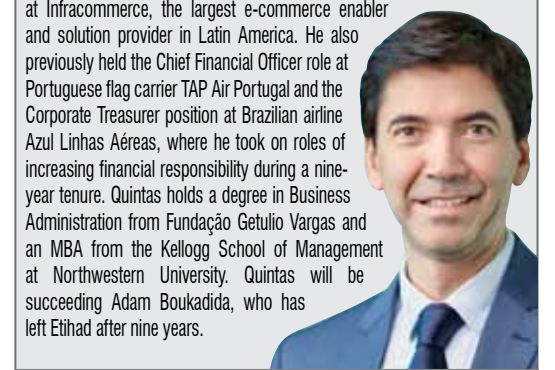 at Infracommerce, the largest e-commerce enabler
and solution provider in Latin America. He also
previously held the Chief Financial Officer role at
Portuguese flag carrier TAP Air Portugal and the
Corporate Treasurer position at Brazilian airline
Azul Linhas Aéreas, where he took on roles of
increasing financial responsibility during a nine-
year tenure. Quintas holds a degree in Business
Administration from Fundação Getulio Vargas and
an MBA from the Kellogg School of Management
at Northwestern University. Quintas will be
succeeding Adam Boukadida, who has
left Etihad after nine years.